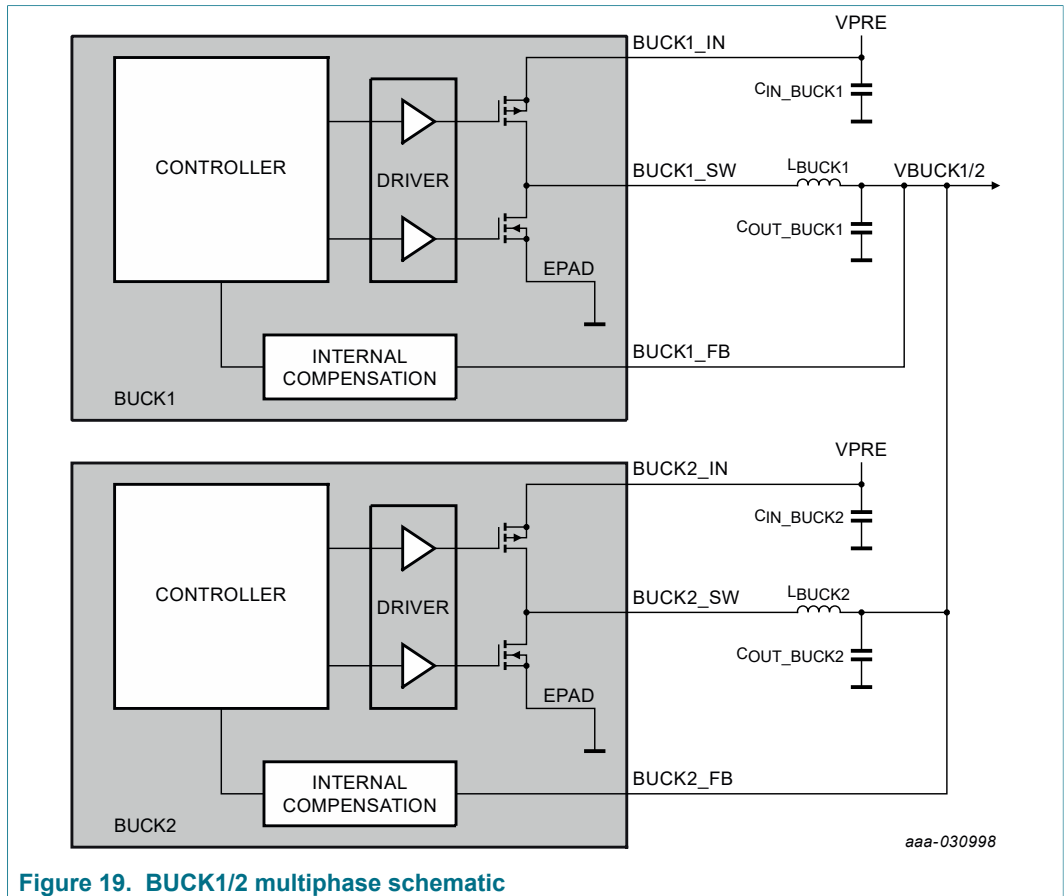 VPRE
BUCK1_IN
CIN_BUCK1
CONTROLLER
DRIVER
BUCK1_SW
LBUCK1
VBUCK1/2
COUT_BUCK1
EPAD
BUCK1_FB
INTERNAL
COMPENSATION
BUCK1
VPRE
BUCK2_IN
CIN_BUCK2
CONTROLLER
DRIVER
BUCK2_SW
LBUCK2
COUT_BUCK2
EPAD
BUCK2_FB
INTERNAL
COMPENSATION
BUCK2
aaa-030998
Figure 19. BUCK1/2 multiphase schematic